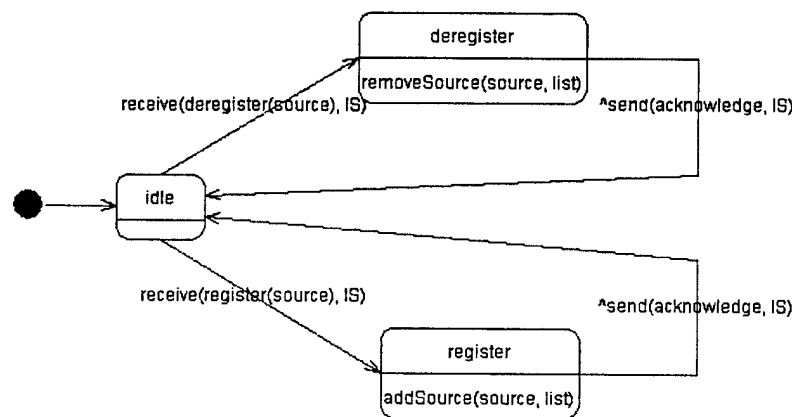 deregister
removeSource(source, list)
receive(deregister(source), IS)
^send(acknowledge, IS)
idle
receive(register(source), IS)
^send(acknowledge, IS)
register
addSource(source, list)